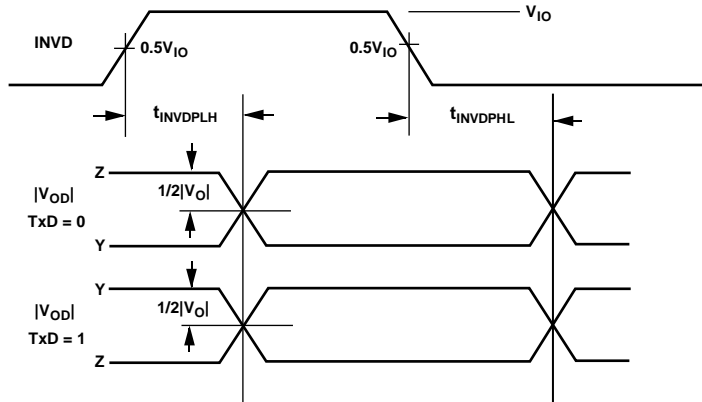 V_IO
INVD
0.5V_IO
0.5V_IO
t_INVDPLH
t_INVDPHL
Z
|V_OD|
TxD = 0
1/2|V_O|
Y
Y
|V_OD|
TxD = 1
1/2|V_O|
Z